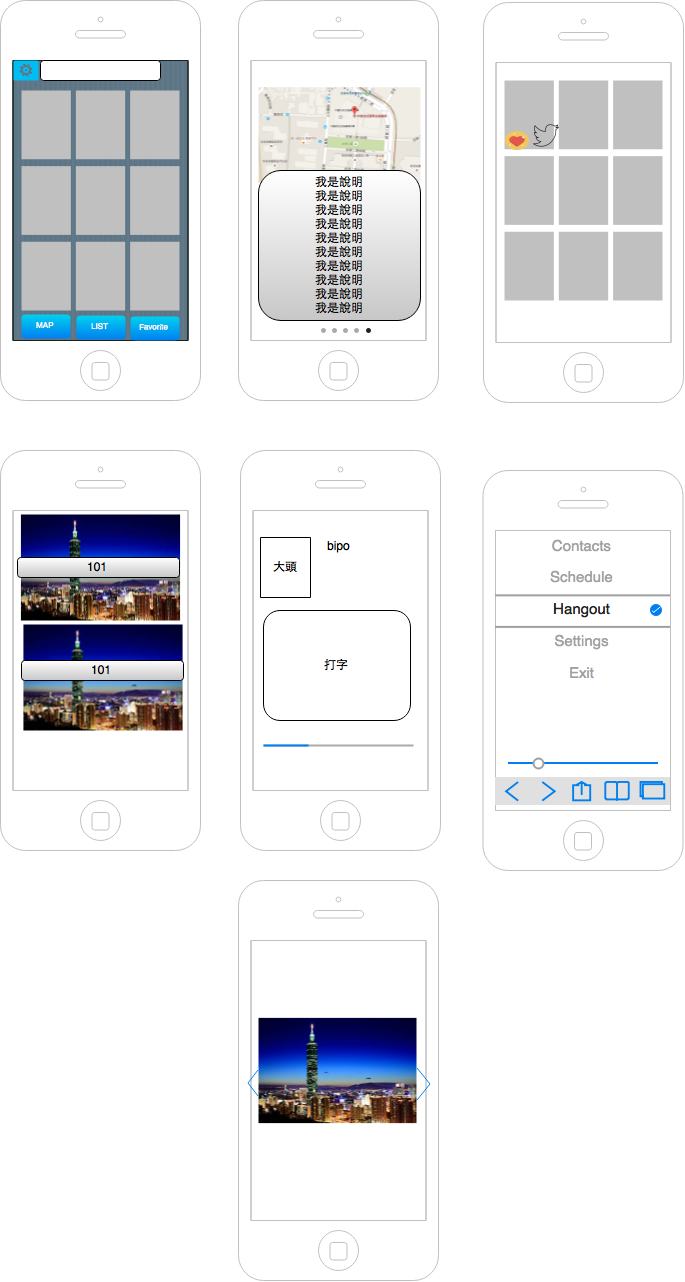 MAP
LIST
Favorite
我是說明
我是說明
我是說明
我是說明
我是說明
我是說明
我是說明
我是說明
我是說明
我是說明
101
101
大頭
bipo
打字
Contacts
Schedule
Hangout
Settings
Exit